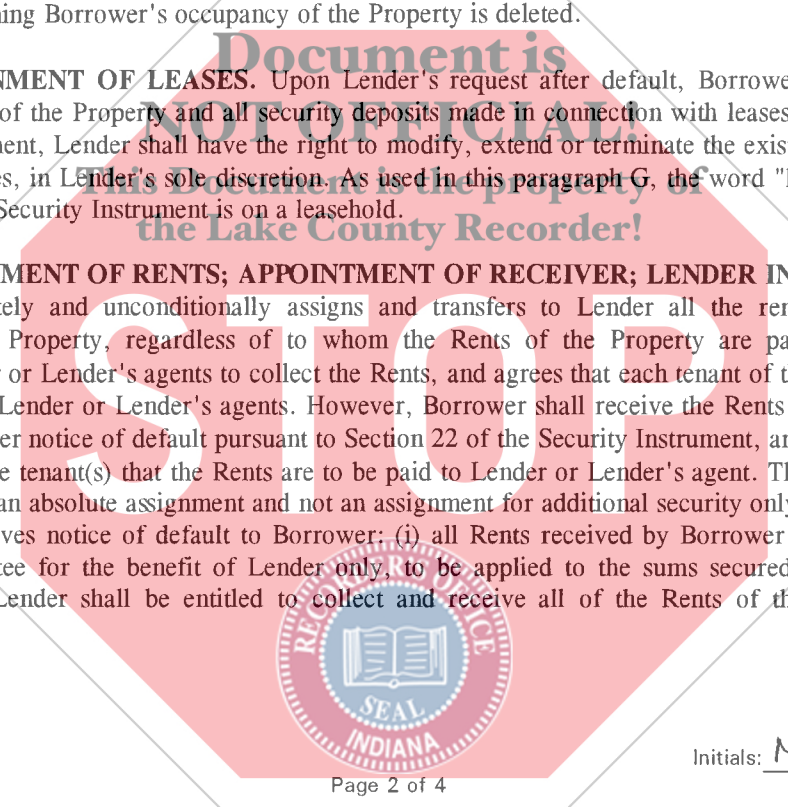 ning Borrower's occupancy of the Property is deleted.
Document is
NMENT OF LEASES. Upon Lender's request after default, Borrowe
of the Property and all security deposits made in connection with leases
NOT OFFICIAL!
nent, Lender shall have the right to modify, extend or terminate the exis
es, in Lender's sole discretion. As used in this paragraph G, the word "l
This Document is the property of
Security Instrument is on a leasehold.
the Lake County Recorder!
MENT OF RENTS; APPOINTMENT OF RECEIVER; LENDER IN
tely and unconditionally assigns and transfers to Lender all the ren
Property, regardless of to whom the Rents of the Property are pa
r or Lender's agents to collect the Rents, and agrees that each tenant of t
Lender or Lender's agents. However, Borrower shall receive the Rents
er notice of default pursuant to Section 22 of the Security Instrument, an
e tenant(s) that the Rents are to be paid to Lender or Lender's agent. Th
an absolute assignment and not an assignment for additional security only
STOP
ves notice of default to Borrower: (i) all Rents received by Borrower
tee for the benefit of Lender only, to be applied to the sums secured
Lender shall be entitled to collect and receive all of the Rents of th
RECORDER'S OFFICE
SEAL
INDIANA
Initials:
Page 2 of 4